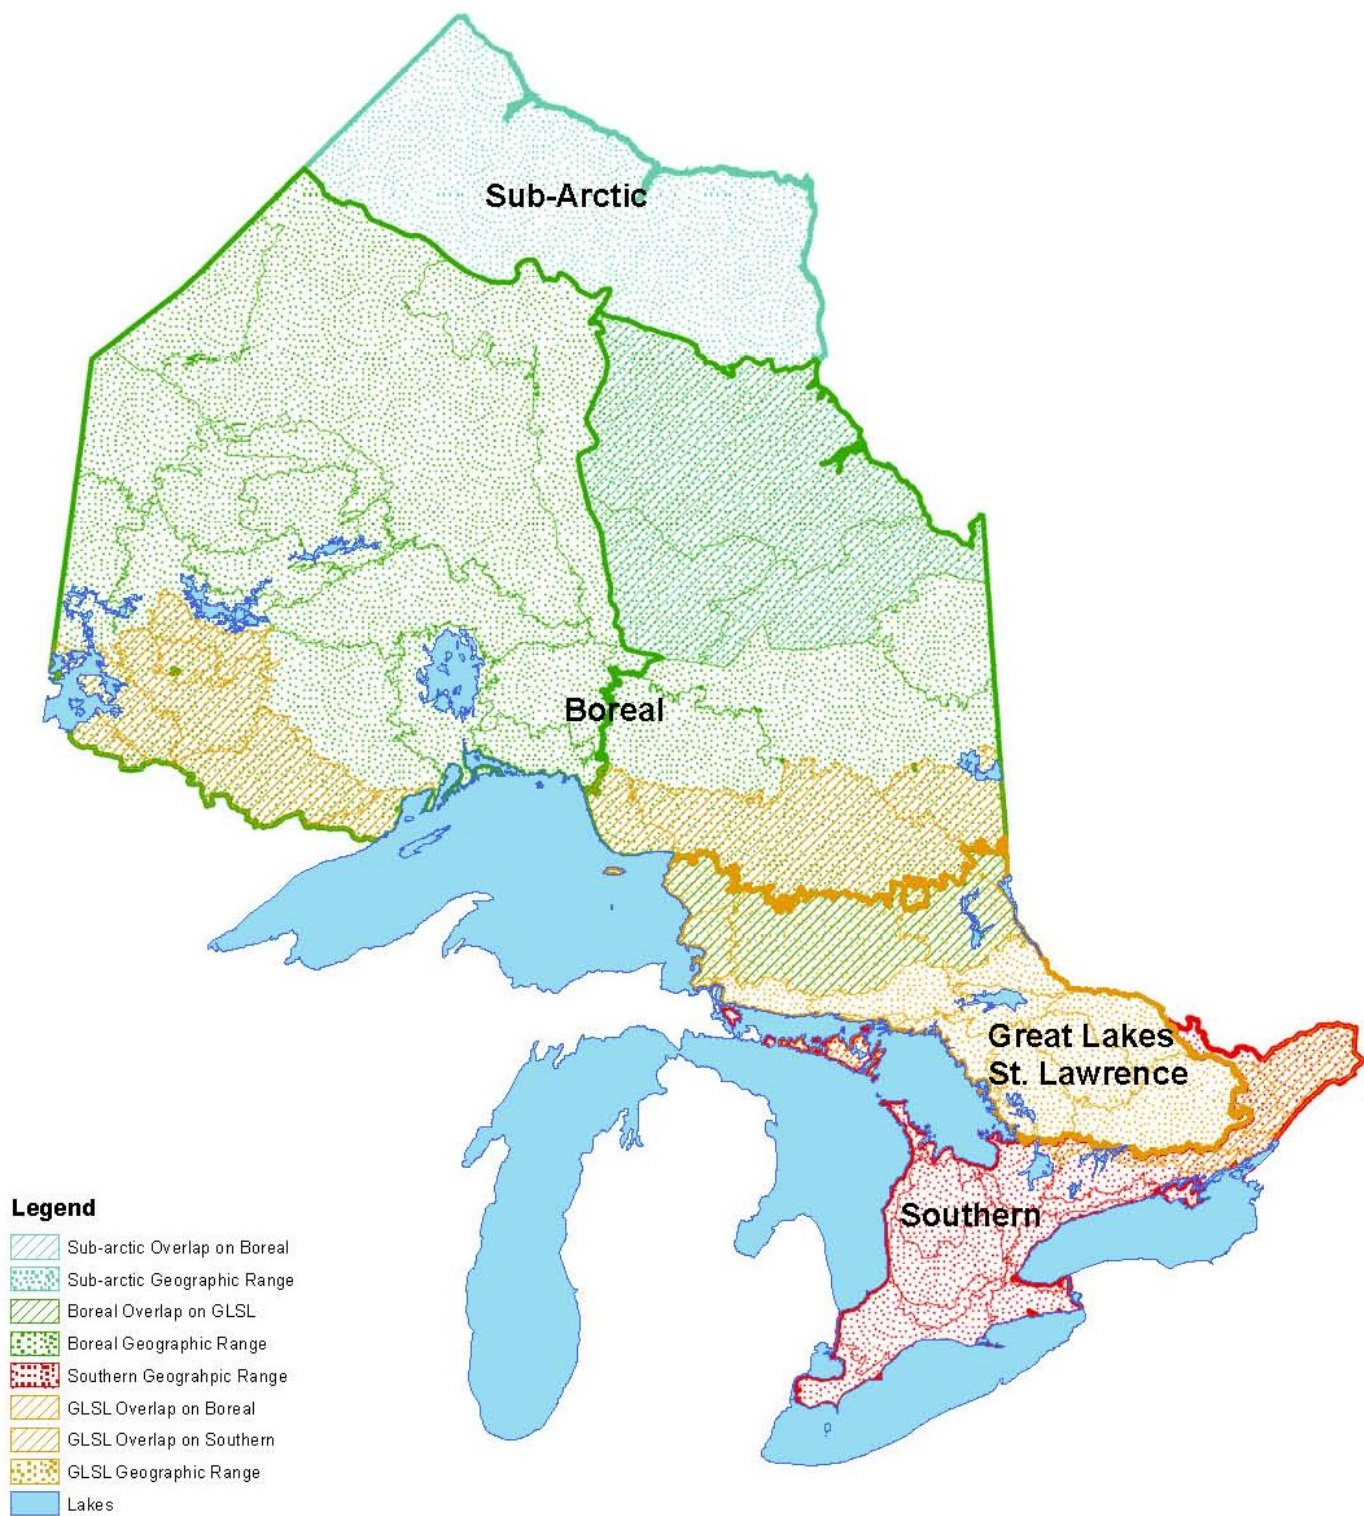 Sub-Arctic
Boreal
Great Lakes
St. Lawrence
Southern
Legend
Sub-arctic Overlap on Boreal
Sub-arctic Geographic Range
Boreal Overlap on GLSL
Boreal Geographic Range
Southern Geograhpic Range
GLSL Overlap on Boreal
GLSL Overlap on Southern
GLSL Geographic Range
Lakes